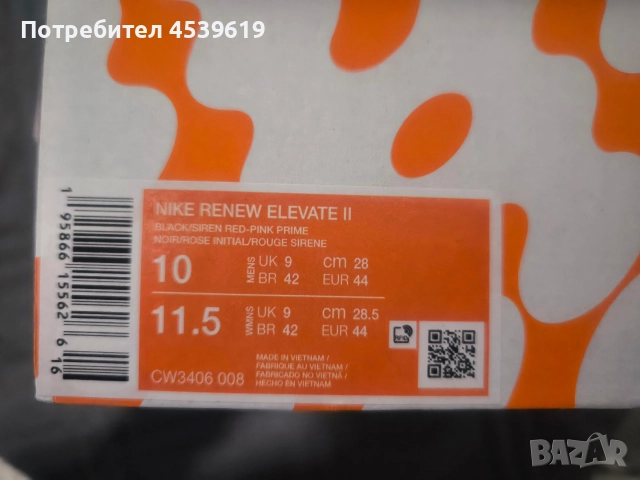 Потребител 4539619
NIKE RENEW ELEVATE II
BLACK/SIREN RED-PINK PRIME
NOIR/ROSE INITIAL/ROUGE SIRENE
10 MENS UK 9 cm 28
BR 42 EUR 44
11.5 WMNS UK 9 cm 28.5
BR 42 EUR 44
MADE IN VIETNAM /
FABRIQUE AU VIETNAM /
FABRICADO NO VIETNÃ /
HECHO EN VIETNAM
CW3406 008
1 95866 15562 6 16
RFID
BAZAR